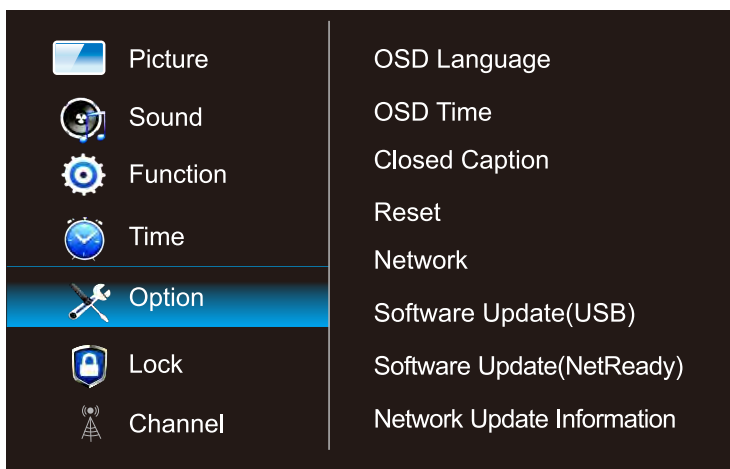 Picture
Sound
Function
Time
Option
Lock
Channel
OSD Language
OSD Time
Closed Caption
Reset
Network
Software Update(USB)
Software Update(NetReady)
Network Update Information